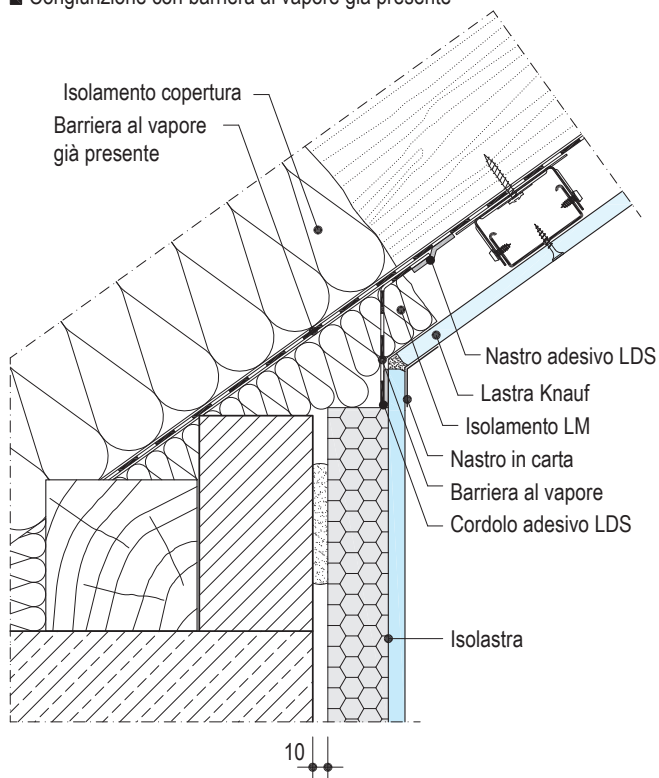 ■ Congiunzione con barriera al vapore già presente
Isolamento copertura
Barriera al vapore
già presente
Nastro adesivo LDS
Lastra Knauf
Isolamento LM
Nastro in carta
Barriera al vapore
Cordolo adesivo LDS
Isolastra
10